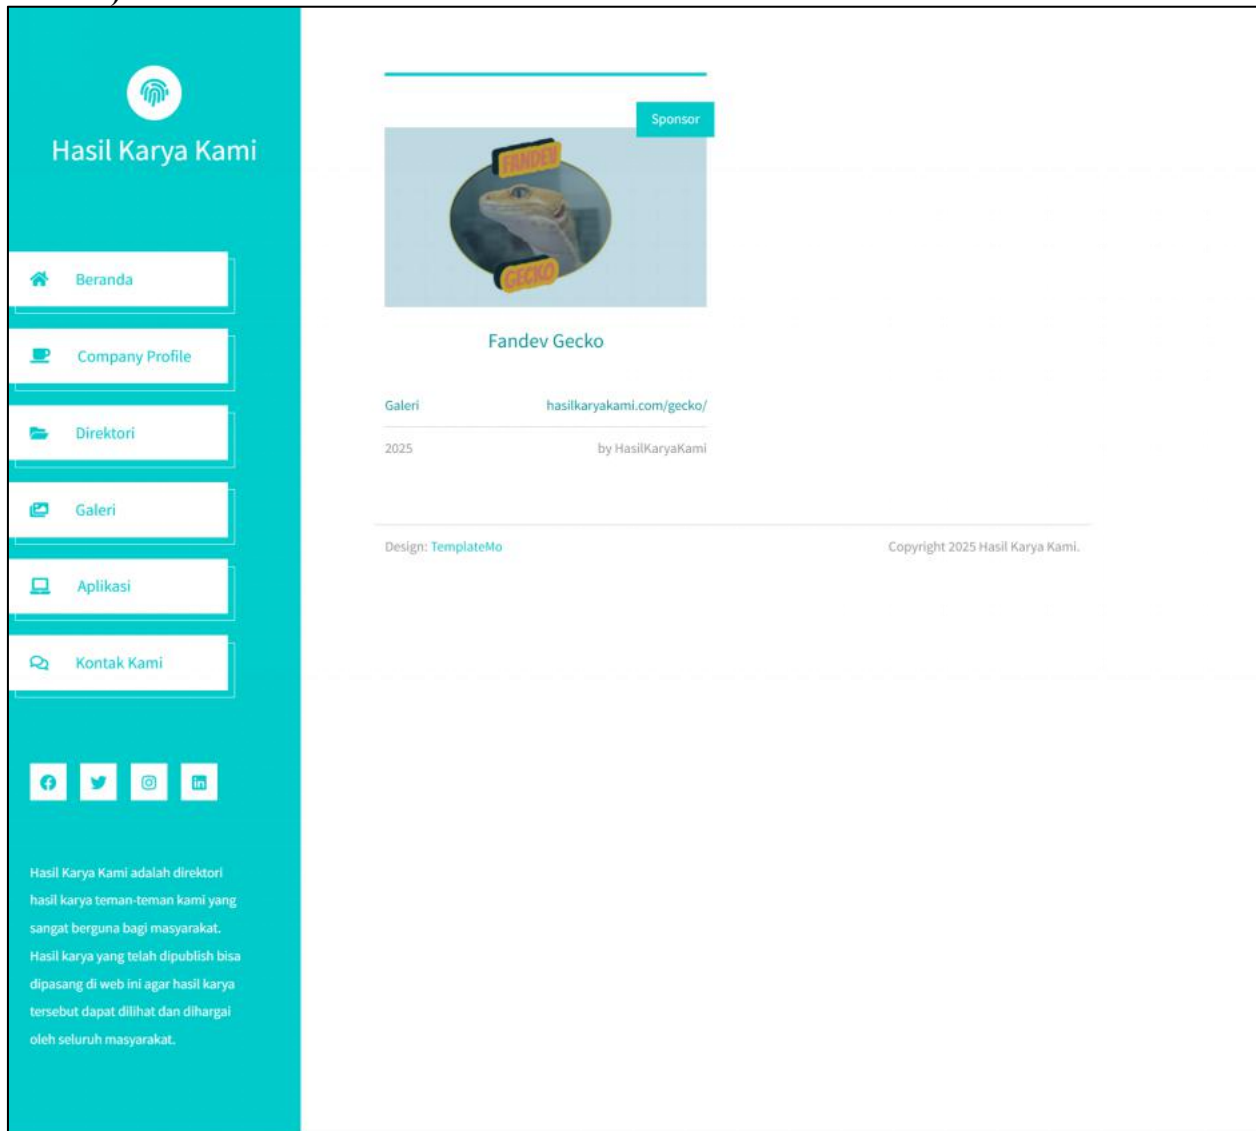 Hasil Karya Kami
Beranda
Company Profile
Direktori
Galeri
Aplikasi
Kontak Kami
Hasil Karya Kami adalah direktori
hasil karya teman-teman kami yang
sangat berguna bagi masyarakat.
Hasil karya yang telah dipublish bisa
dipasang di web ini agar hasil karya
tersebut dapat dilihat dan dihargai
oleh seluruh masyarakat.
Sponsor
FANDEV
GECKO
Fandev Gecko
Galeri hasilkaryakami.com/gecko/
2025 by HasilKaryaKami
Design: TemplateMo Copyright 2025 Hasil Karya Kami.